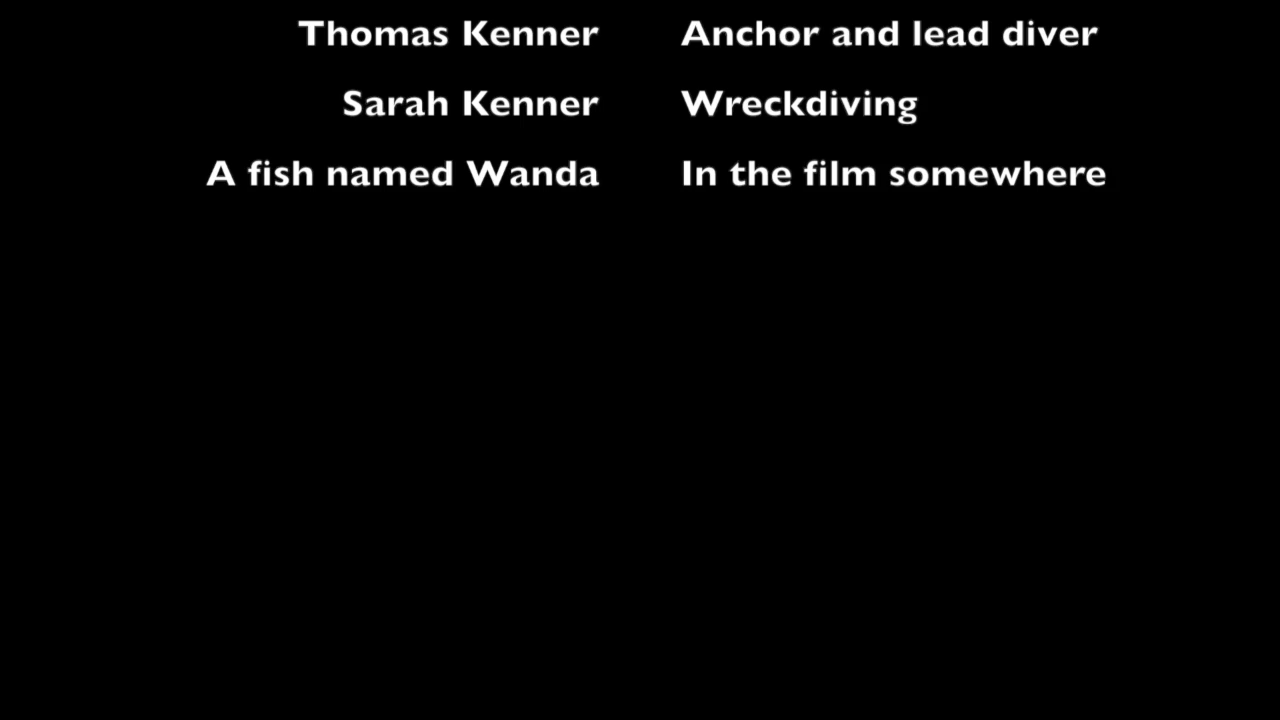 Thomas Kenner Anchor and lead diver
Sarah Kenner Wreckdiving
A fish named Wanda In the film somewhere